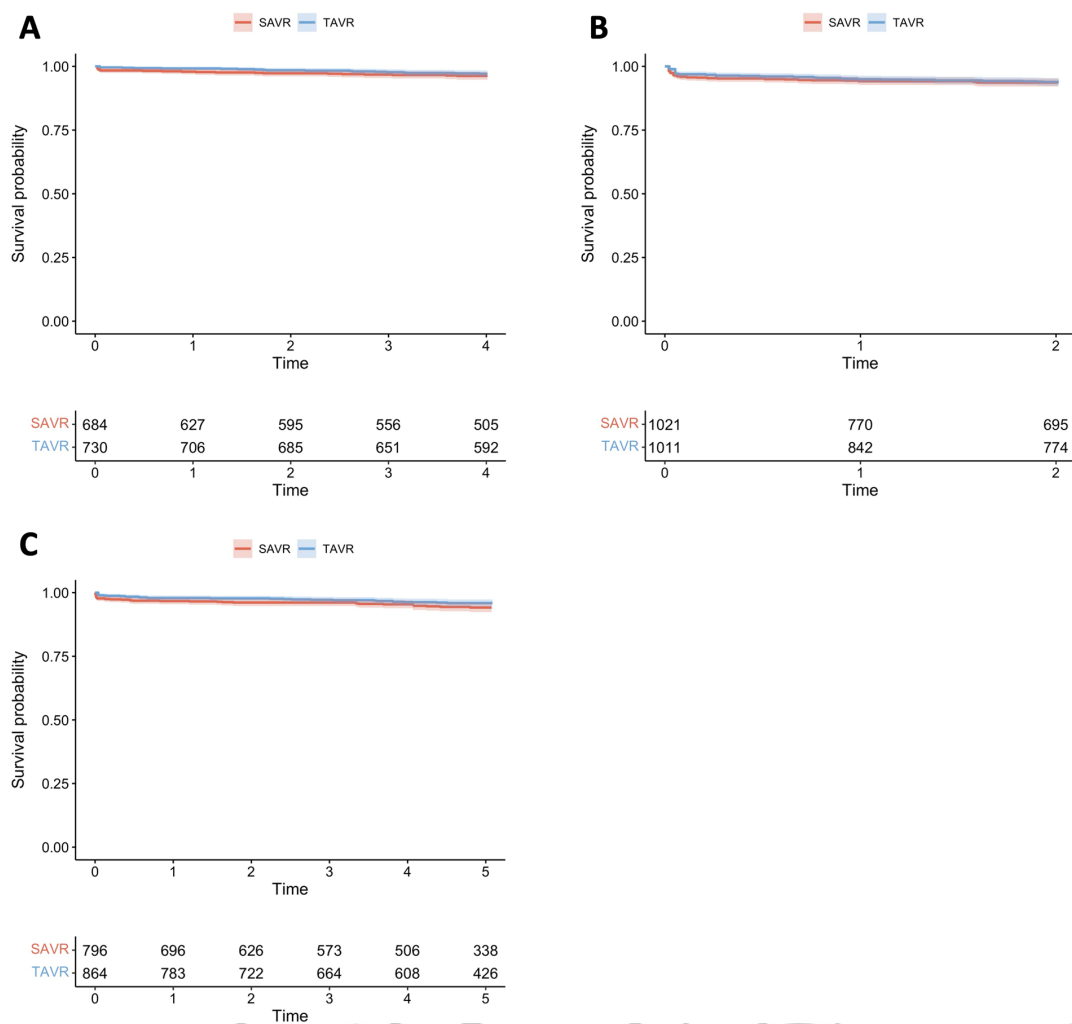 A
SAVR TAVR
Survival probability
1.00
0.75
0.50
0.25
0.00
0 1 2 3 4
Time
SAVR 684 627 595 556 505
TAVR 730 706 685 651 592
0 1 2 3 4
Time
B
SAVR TAVR
Survival probability
1.00
0.75
0.50
0.25
0.00
0 1 2
Time
SAVR 1021 770 695
TAVR 1011 842 774
0 1 2
Time
C
SAVR TAVR
Survival probability
1.00
0.75
0.50
0.25
0.00
0 1 2 3 4 5
Time
SAVR 796 696 626 573 506 338
TAVR 864 783 722 664 608 426
0 1 2 3 4 5
Time